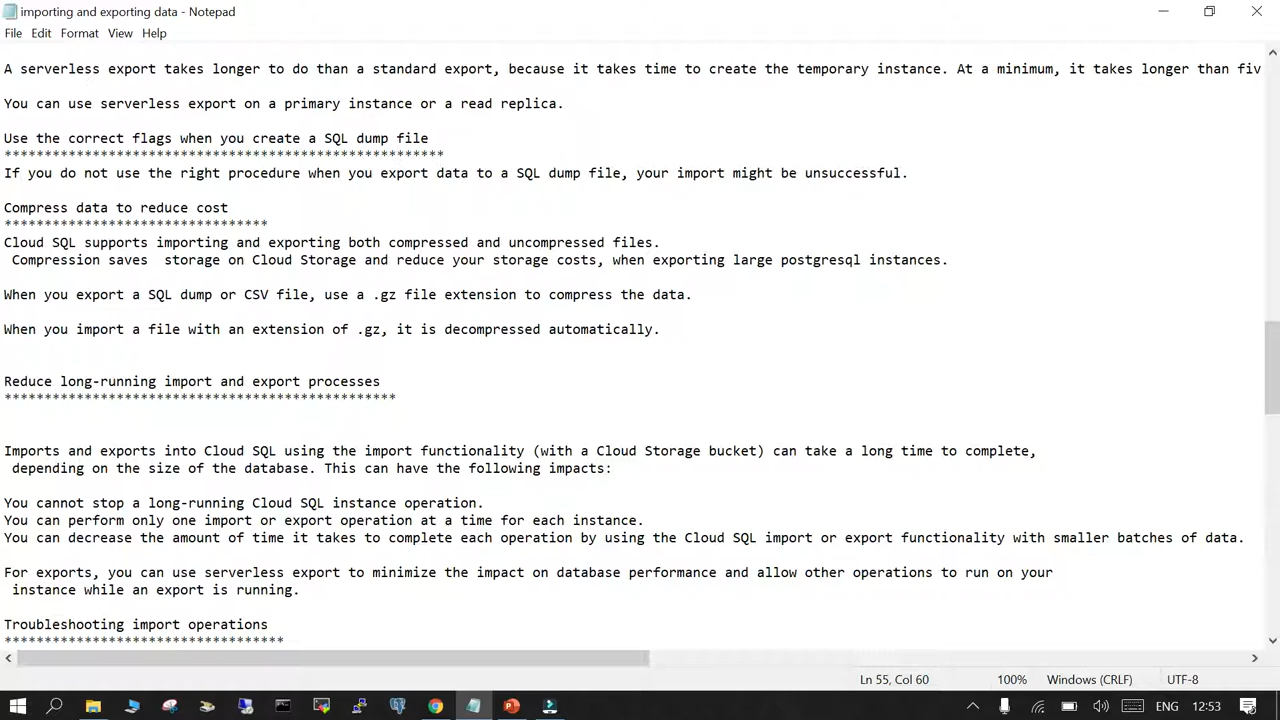 importing and exporting data - Notepad
File Edit Format View Help
A serverless export takes longer to do than a standard export, because it takes time to create the temporary instance. At a minimum, it takes longer than fiv
You can use serverless export on a primary instance or a read replica.
Use the correct flags when you create a SQL dump file
*******************************************************
If you do not use the right procedure when you export data to a SQL dump file, your import might be unsuccessful.
Compress data to reduce cost
*********************************
Cloud SQL supports importing and exporting both compressed and uncompressed files.
Compression saves  storage on Cloud Storage and reduce your storage costs, when exporting large postgresql instances.
When you export a SQL dump or CSV file, use a .gz file extension to compress the data.
When you import a file with an extension of .gz, it is decompressed automatically.
Reduce long-running import and export processes
*************************************************
Imports and exports into Cloud SQL using the import functionality (with a Cloud Storage bucket) can take a long time to complete,
depending on the size of the database. This can have the following impacts:
You cannot stop a long-running Cloud SQL instance operation.
You can perform only one import or export operation at a time for each instance.
You can decrease the amount of time it takes to complete each operation by using the Cloud SQL import or export functionality with smaller batches of data.
For exports, you can use serverless export to minimize the impact on database performance and allow other operations to run on your
instance while an export is running.
Troubleshooting import operations
***********************************
Ln 55, Col 60 100% Windows (CRLF) UTF-8
ENG 12:53